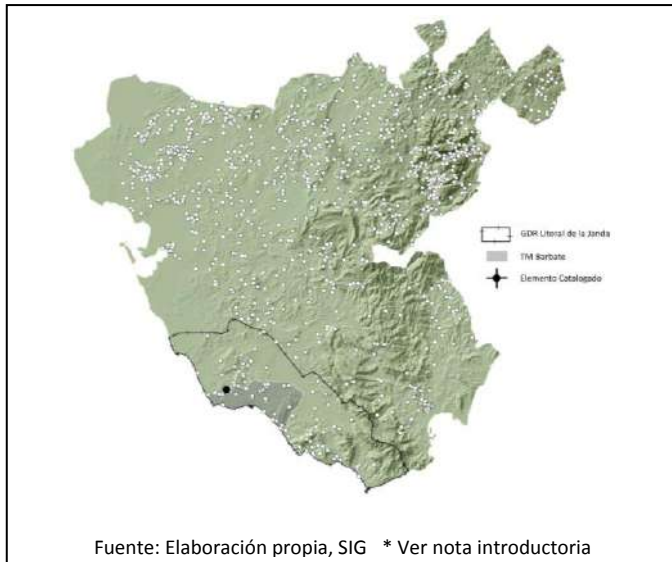 GDR Litoral de la Janda
TM Barbate
Elemento Catalogado
Fuente: Elaboración propia, SIG * Ver nota introductoria